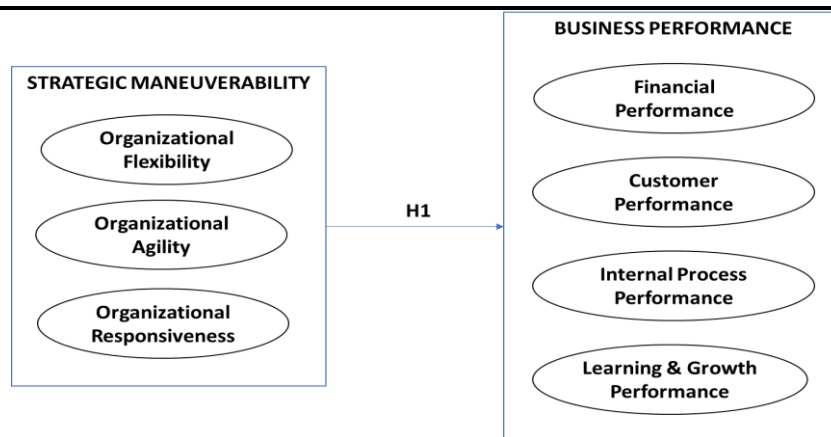 STRATEGIC MANEUVERABILITY
Organizational
Flexibility
Organizational
Agility
Organizational
Responsiveness
H1
BUSINESS PERFORMANCE
Financial
Performance
Customer
Performance
Internal Process
Performance
Learning & Growth
Performance